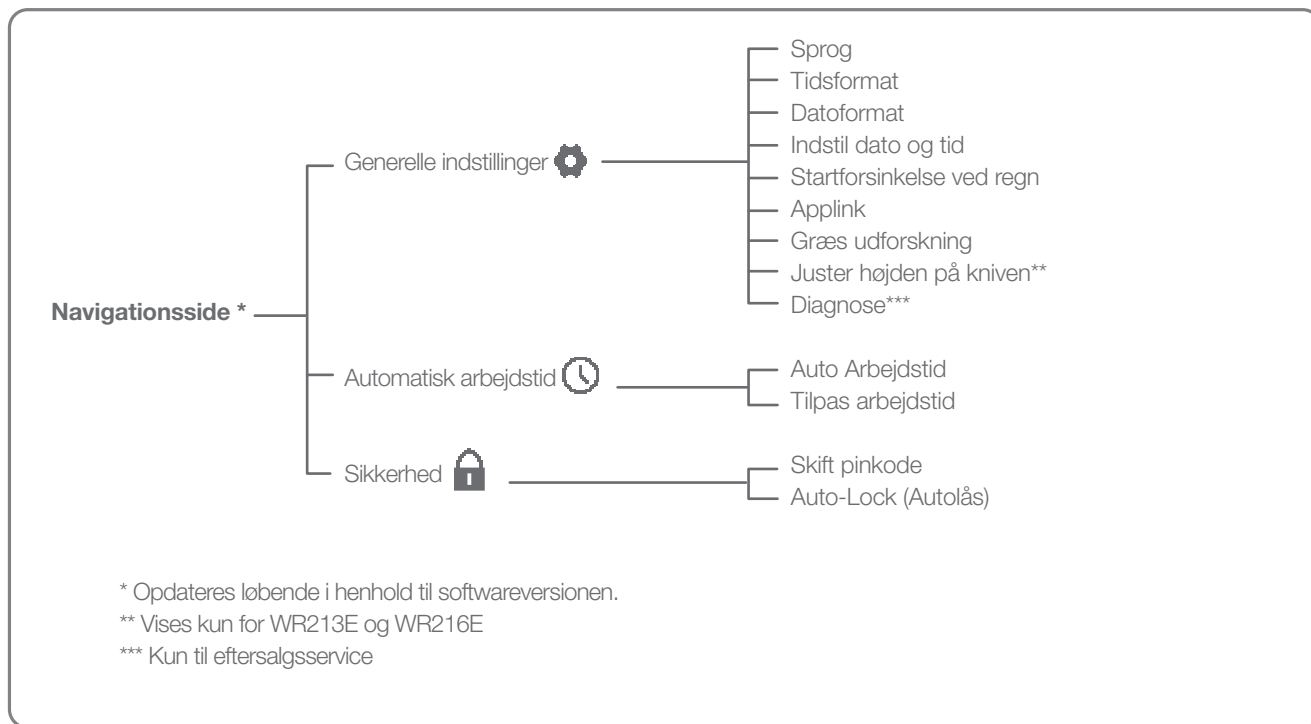 Navigationsside *
Generelle indstillinger
Sprog
Tidsformat
Datoformat
Indstil dato og tid
Startforsinkelse ved regn
Applink
Græs udforskning
Juster højden på kniven**
Diagnose***
Automatisk arbejdstid
Auto Arbejdstid
Tilpas arbejdstid
Sikkerhed
Skift pinkode
Auto-Lock (Autolås)
* Opdateres løbende i henhold til softwareversionen.
** Vises kun for WR213E og WR216E
*** Kun til eftersalgsservice